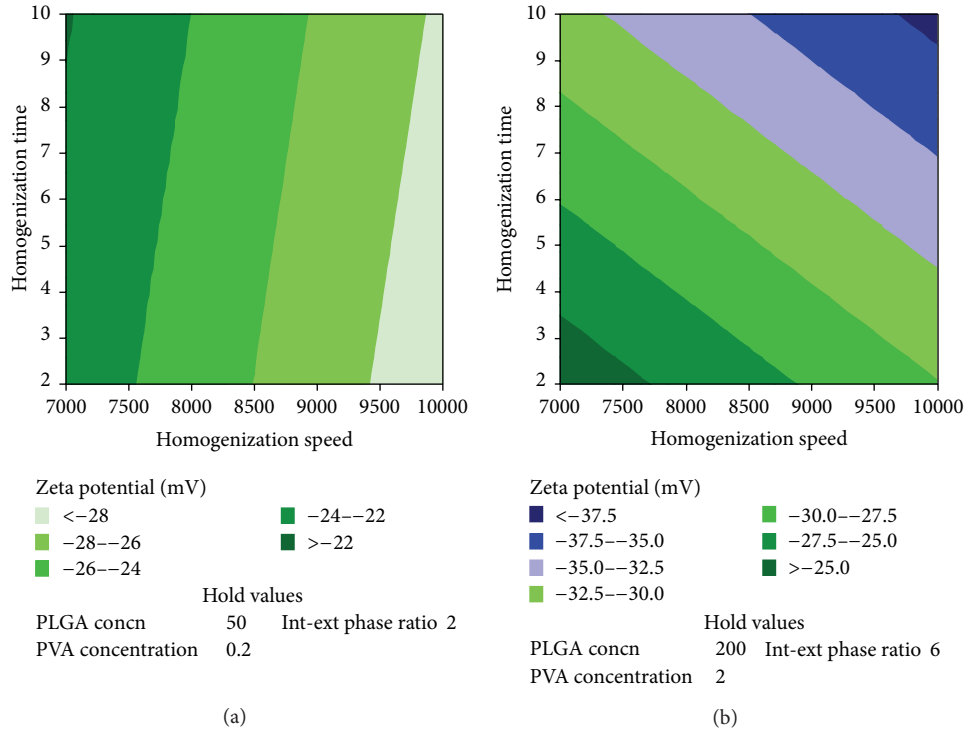 10
9
8
7
6
5
4
3
2
Homogenization time
7000 7500 8000 8500 9000 9500 10000
Homogenization speed
Zeta potential (mV)
<−28
−28–−26
−26–−24
−24–−22
>−22
Hold values
PLGA concn 50 Int-ext phase ratio 2
PVA concentration 0.2
(a)
10
9
8
7
6
5
4
3
2
Homogenization time
7000 7500 8000 8500 9000 9500 10000
Homogenization speed
Zeta potential (mV)
<−37.5
−37.5–−35.0
−35.0–−32.5
−32.5–−30.0
−30.0–−27.5
−27.5–−25.0
>−25.0
Hold values
PLGA concn 200 Int-ext phase ratio 6
PVA concentration 2
(b)